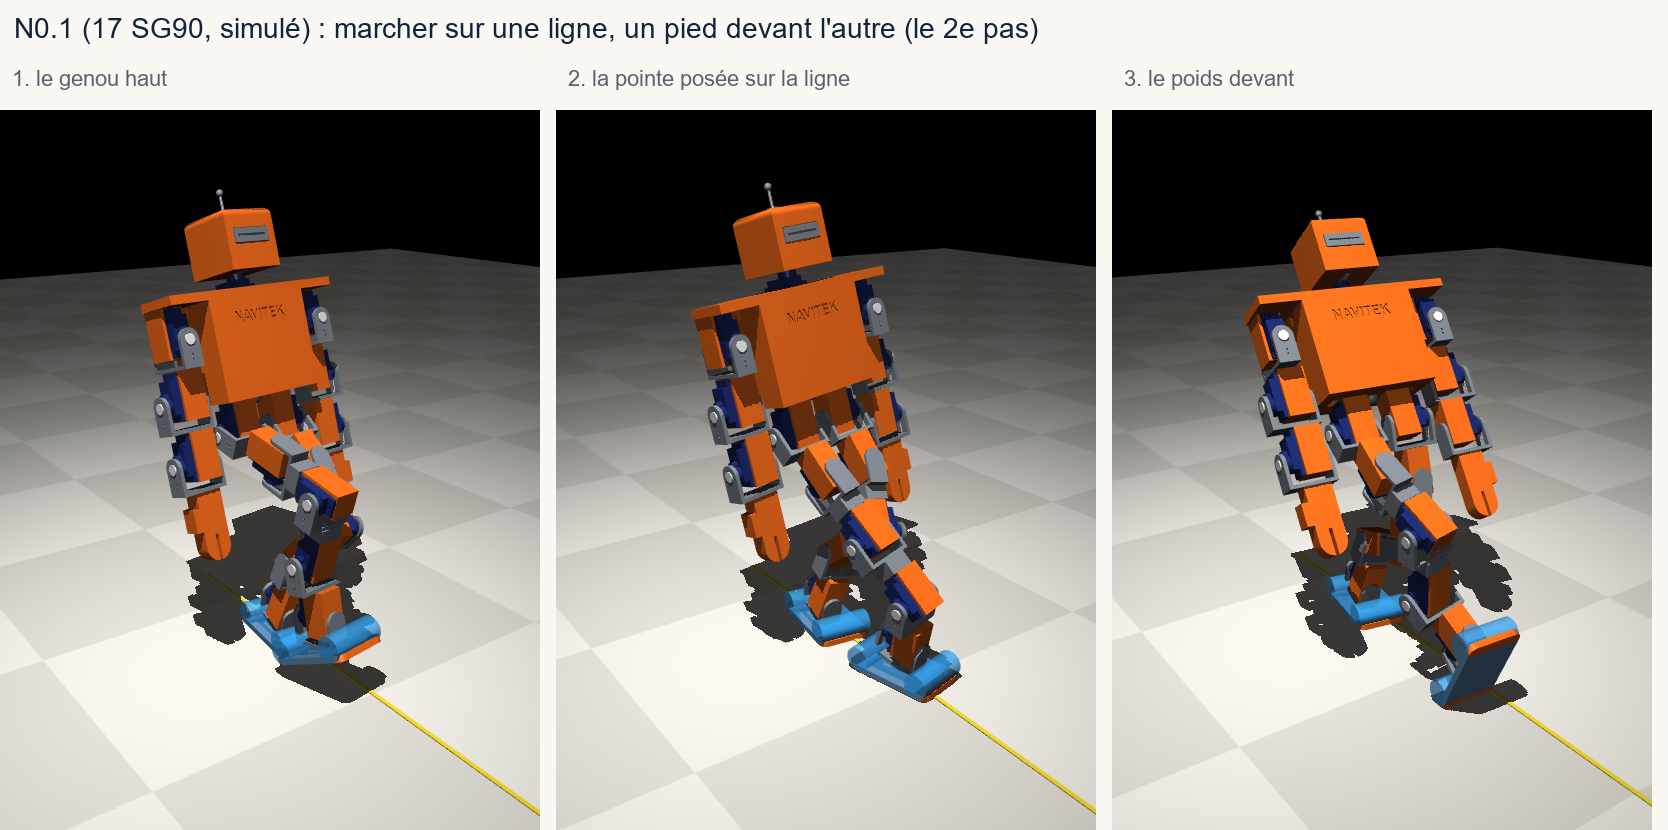 N0.1 (17 SG90, simulé) : marcher sur une ligne, un pied devant l'autre (le 2e pas)
1. le genou haut
2. la pointe posée sur la ligne
3. le poids devant
NAVITEK
NAVITEK
NAVITEK